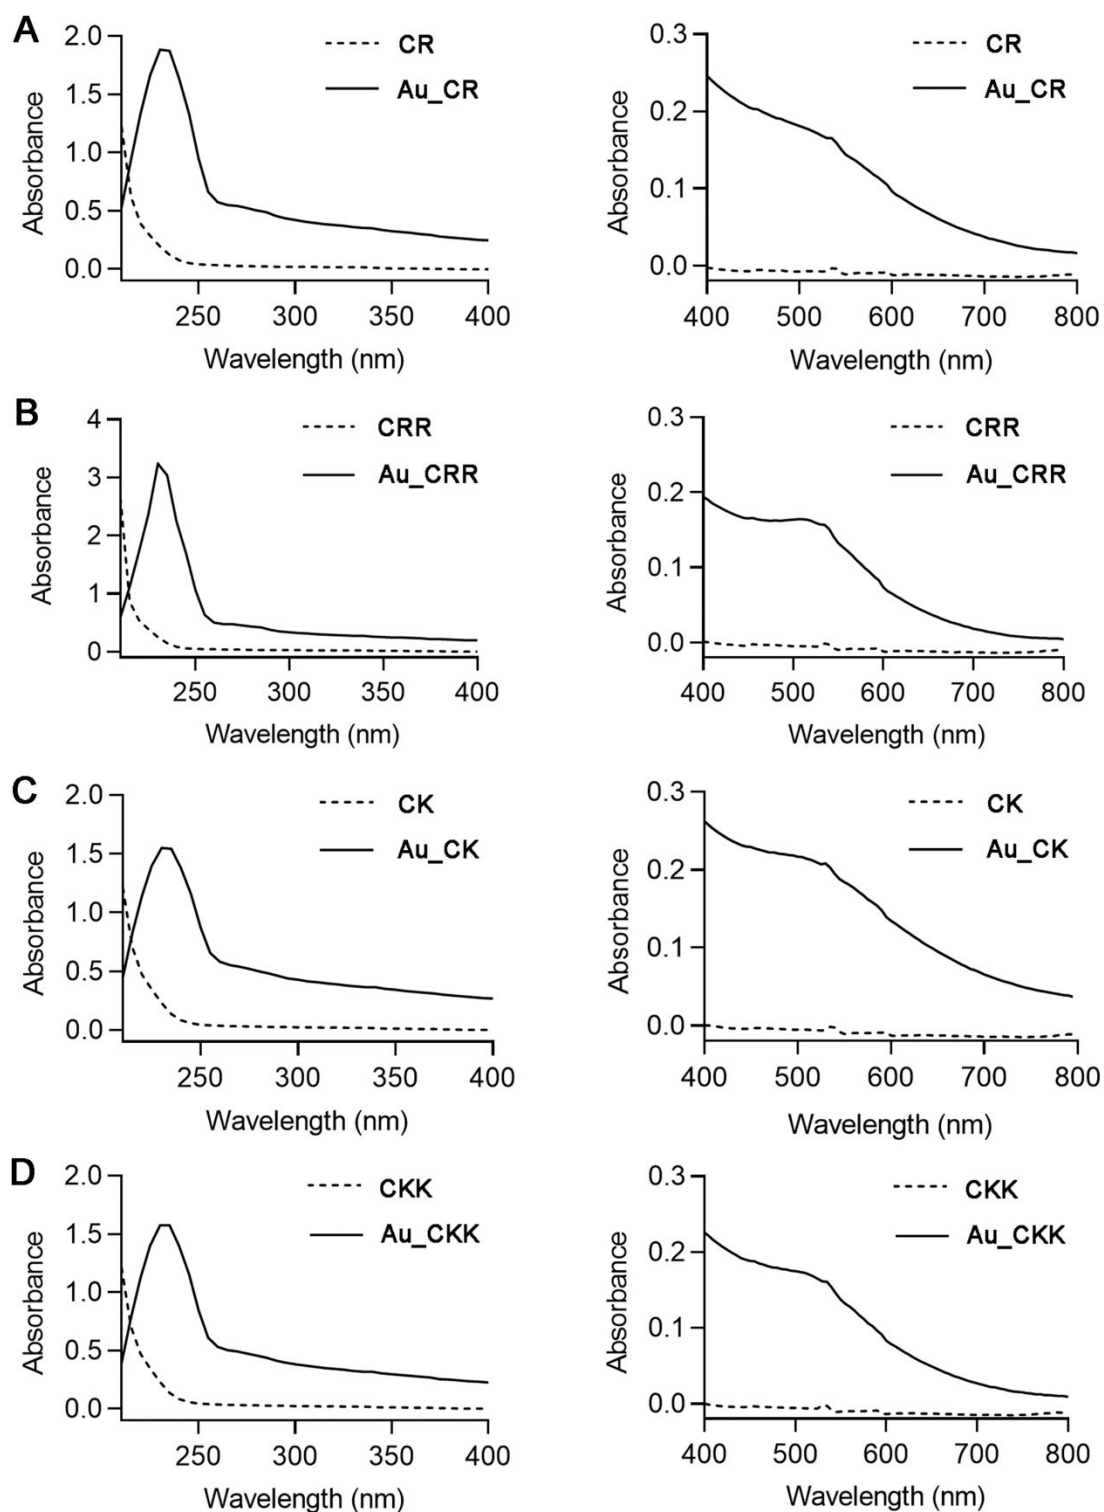 A
2.0
1.5
1.0
0.5
0.0
Absorbance
CR
Au_CR
250 300 350 400
Wavelength (nm)
0.3
0.2
0.1
0.0
Absorbance
CR
Au_CR
400 500 600 700 800
Wavelength (nm)
B
4
3
2
1
0
Absorbance
CRR
Au_CRR
250 300 350 400
Wavelength (nm)
0.3
0.2
0.1
0.0
Absorbance
CRR
Au_CRR
400 500 600 700 800
Wavelength (nm)
C
2.0
1.5
1.0
0.5
0.0
Absorbance
CK
Au_CK
250 300 350 400
Wavelength (nm)
0.3
0.2
0.1
0.0
Absorbance
CK
Au_CK
400 500 600 700 800
Wavelength (nm)
D
2.0
1.5
1.0
0.5
0.0
Absorbance
CKK
Au_CKK
250 300 350 400
Wavelength (nm)
0.3
0.2
0.1
0.0
Absorbance
CKK
Au_CKK
400 500 600 700 800
Wavelength (nm)